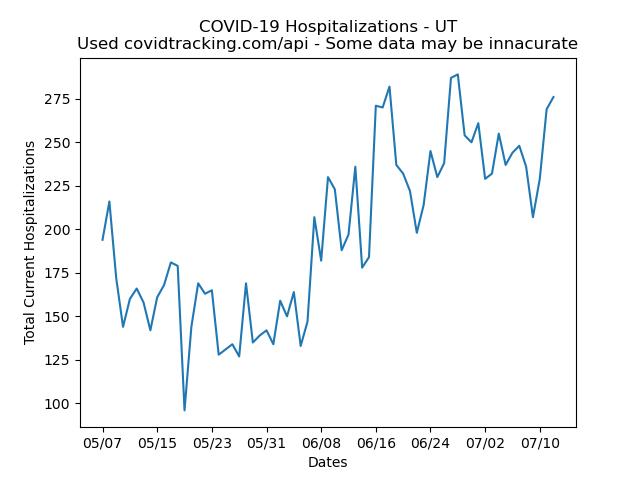 COVID-19 Hospitalizations - UT
Used covidtracking.com/api - Some data may be innacurate
275
250
225
200
175
150
125
100
Total Current Hospitalizations
05/07 05/15 05/23 05/31 06/08 06/16 06/24 07/02 07/10
Dates